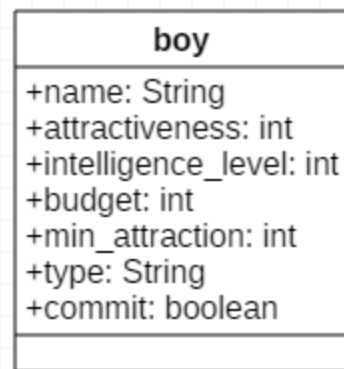 boy
+name: String
+attractiveness: int
+intelligence_level: int
+budget: int
+min_attraction: int
+type: String
+commit: boolean